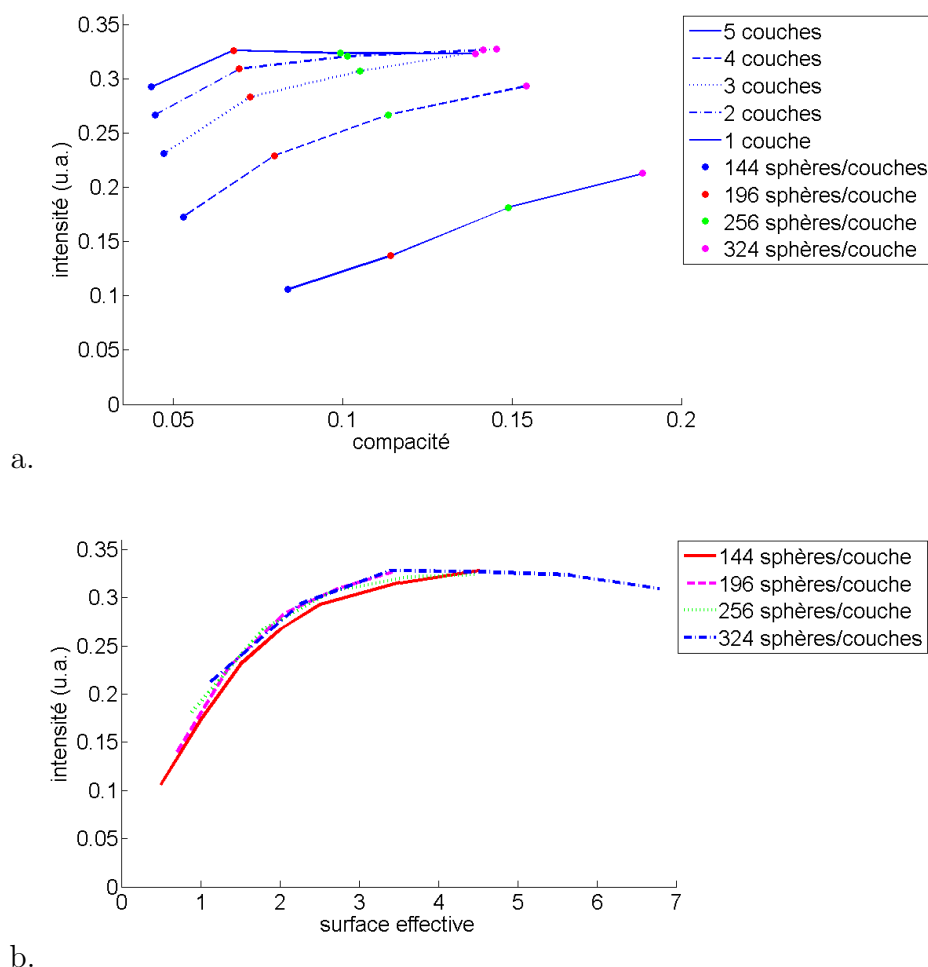 0.35
0.3
0.25
0.2
0.15
0.1
0.05
0
intensité (u.a.)
0.05 0.1 0.15 0.2
compacité
5 couches
4 couches
3 couches
2 couches
1 couche
144 sphères/couches
196 sphères/couche
256 sphères/couche
324 sphères/couche
a.
0.35
0.3
0.25
0.2
0.15
0.1
0.05
0
intensité (u.a.)
0 1 2 3 4 5 6 7
surface effective
144 sphères/couche
196 sphères/couche
256 sphères/couche
324 sphères/couches
b.